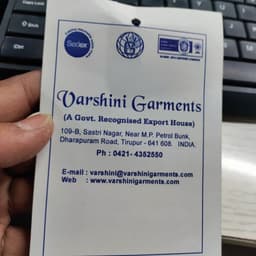 Sedex
Varshini Garments
(A Govt. Recognised Export House)
109-B, Sastri Nagar, Near M.P. Petrol Bunk,
Dharapuram Road, Tirupur - 641 608. INDIA.
Ph : 0421- 4352550
E-mail : varshini@varshinigarments.com
Web : www.varshinigarments.com